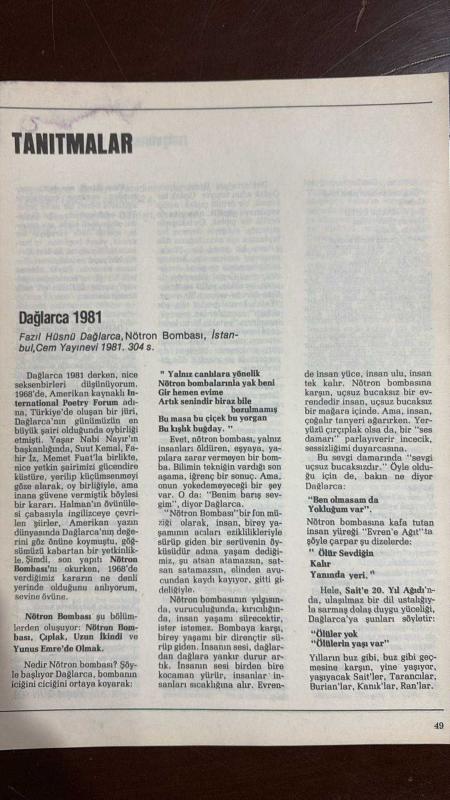 TANITMALAR
Dağlarca 1981
Fazıl Hüsnü Dağlarca, Nötron Bombası, İstan-
bul, Cem Yayınevi 1981. 304 s.
Dağlarca 1981 derken, nice
seksenbirleri düşünüyorum.
1968'de, Amerikan kaynaklı In-
ternational Poetry Forum adı-
na, Türkiye'de oluşan bir jüri,
Dağlarca'nın günümüzün en
büyük şairi olduğunda oybirliği
etmişti. Yaşar Nabi Nayır'ın
başkanlığında, Suut Kemal, Fa-
hir İz, Memet Fuat'la birlikte,
nice yetkin şairimizi gücendire
küstüre, yerilip küçümsenmeyi
göze alarak, oy birliğiyle, ama
inana güvene vermiştik böylesi
bir kararı. Halman'ın övünüle-
si çabasıyla ingilizceye çevri-
len şiirler, Amerikan yazın
dünyasında Dağlarca'nın değe-
rini göz önüne koymuştu, göğ-
sümüzü kabartan bir yetkinlik-
le. Şimdi, son yapıtı Nötron
Bombası'nı okurken, 1968'de
verdiğimiz kararın ne denli
yerinde olduğunu anlıyorum,
sevine övüne.
Nötron Bombası şu bölüm-
lerden oluşuyor: Nötron Bom-
bası, Çıplak, Uzun İkindi ve
Yunus Emre'de Olmak.
Nedir Nötron bombası? Şöy-
le başlıyor Dağlarca, bombanın
iciğini ciciğini ortaya koyarak:
" Yalnız canlılara yönelik
Nötron bombalarınla yak beni
Gir hemen evime
Artık senindir biraz bile
bozulmamış
Bu masa bu çiçek bu yorgan
Bu kışlık buğday. "
Evet, nötron bombası, yalnız
insanları öldüren, eşyaya, ya-
pılara zarar vermeyen bir bom-
ba. Bilimin tekniğin vardığı son
aşama, iğrenç bir sonuç. Ama,
onun yokedemeyeceği bir şey
var. O da: "Benim barış sev-
gim", diyor Dağlarca.
"Nötron Bombası" bir fon mü-
ziği olarak, insan, birey ya-
şamının acıları eziklilikleriyle
sürüp giden bir serüven öy-
küsüdür adına yaşam dediği-
miz, şu atsan atamazsın, sat-
san satamazsın, elinden avu-
cundan kaydı kayıyor, gitti gi-
deliğiyle.
Nötron bombasının yılgısın-
da, vuruculuğunda, kırıcılığın-
da, insan yaşamı sürecektir,
ister istemez. Bombaya karşı,
birey yaşamı bir dirençtir sü-
rüp giden. İnsanın sesi, dağlar-
dan dağlara yankır durur ar-
tık. İnsanın sesi birden bire
kocaman yürür, insanlar in-
sanları sıcaklığına alır. Evren-
de insan yüce, insan ulu, insan
tek kalır. Nötron bombasına
karşın, uçsuz bucaksız bir ev-
rendedir insan, uçsuz bucaksız
bir mağara içinde. Ama, insan,
çoğalır tanyeri ağarırken. Yer-
yüzü çırçıplak olsa da, bir "ses
damarı" parlayıverir incecik,
sessizliğini duyarcasına.
Bu sevgi damarında "sevgi
uçsuz bucaksızdır." Öyle oldu-
ğu için de, bakın ne diyor
Dağlarca:
"Ben olmasam da
Yokluğum var".
Nötron bombasına kafa tutan
insan yüreği "Evren'e Ağıt"ta
şöyle çarpar şu dizelerde:
" Ölür Sevdiğin
Kalır
Yanında yeri. "
Hele, Sait'e 20. Yıl Ağıdı'n-
da, ulaşılmaz bir dil ustalığıy-
la sarmaş dolaş duygu yüceliği,
Dağlarca'ya şunları söyletir:
"Ölüler yok
"Ölülerin yaşı var"
Yılların buz gibi, buz gibi geç-
mesine karşın, yine yaşıyor,
yaşıyacak Sait'ler, Tarancılar,
Burian'lar, Kanık'lar, Ran'lar.
49